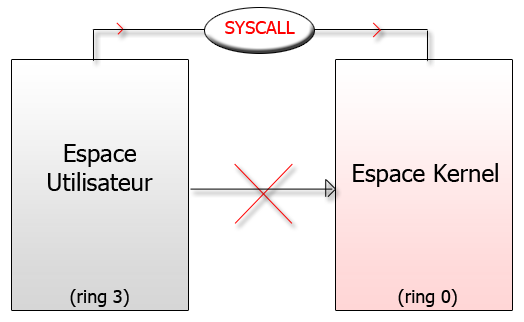 SYSCALL
Espace
Utilisateur
(ring 3)
Espace Kernel
(ring 0)